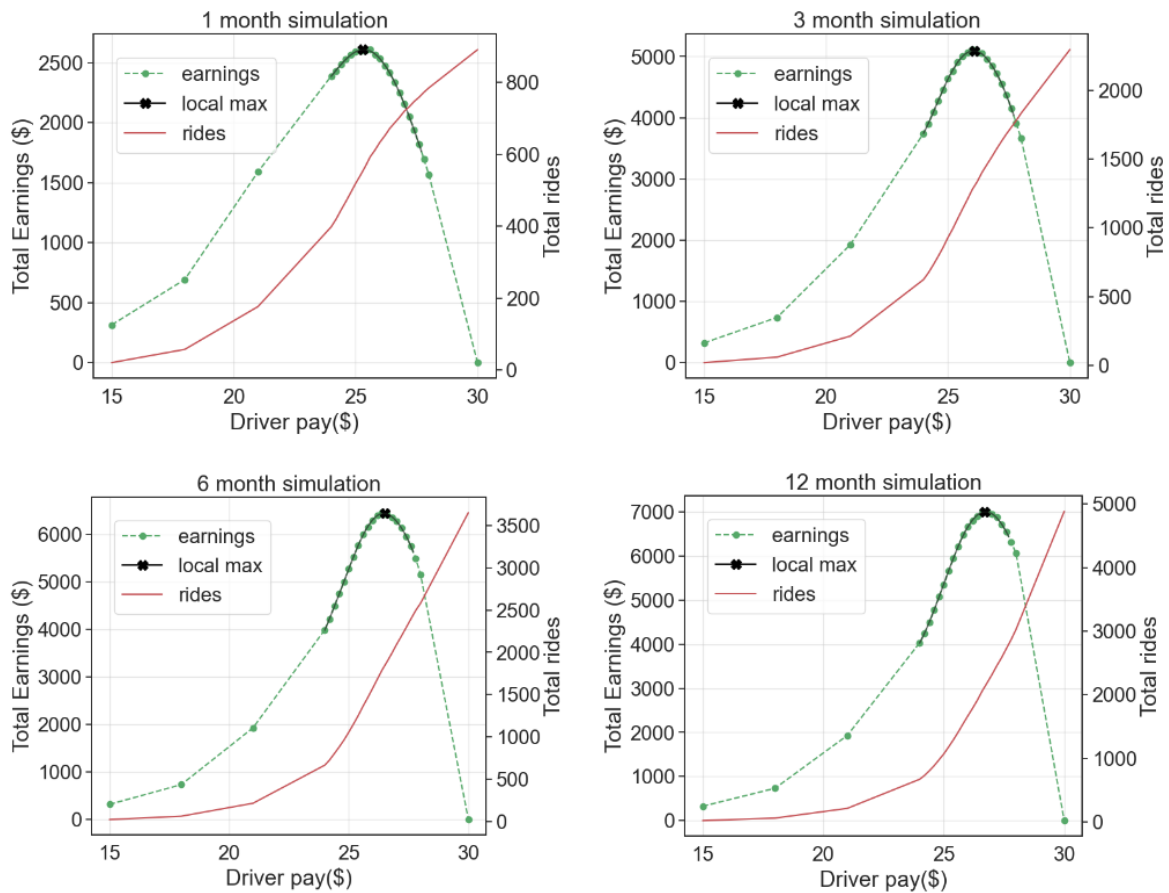 1 month simulation
Total Earnings ($)
2500
2000
1500
1000
500
0
earnings
local max
rides
800
600
400
200
0
Total rides
15 20 25 30
Driver pay($)
3 month simulation
Total Earnings ($)
5000
4000
3000
2000
1000
0
earnings
local max
rides
2000
1500
1000
500
0
Total rides
15 20 25 30
Driver pay($)
6 month simulation
Total Earnings ($)
6000
5000
4000
3000
2000
1000
0
earnings
local max
rides
3500
3000
2500
2000
1500
1000
500
0
Total rides
15 20 25 30
Driver pay($)
12 month simulation
Total Earnings ($)
7000
6000
5000
4000
3000
2000
1000
0
earnings
local max
rides
5000
4000
3000
2000
1000
0
Total rides
15 20 25 30
Driver pay($)